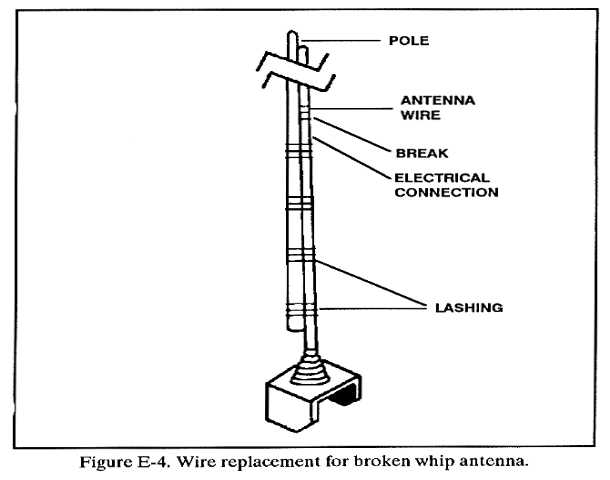 POLE
ANTENNA
WIRE
BREAK
ELECTRICAL
CONNECTION
LASHING
Figure E-4. Wire replacement for broken whip antenna.